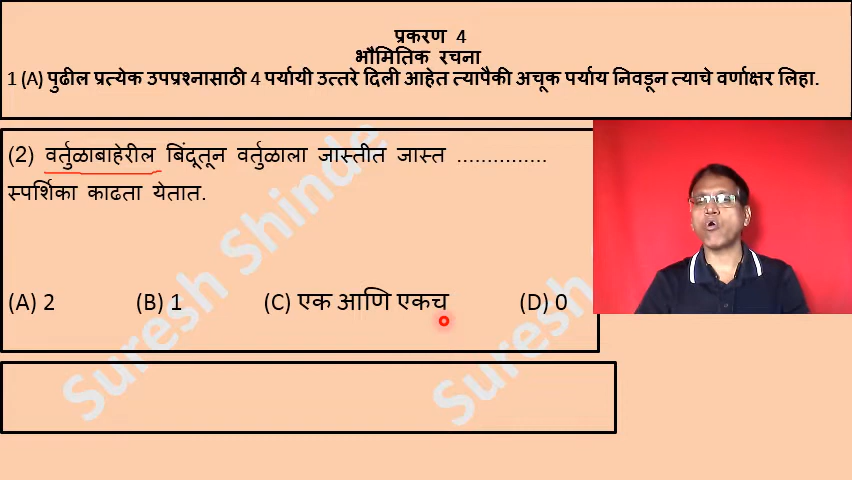 प्रकरण 4
भौमितिक रचना
1 (A) पुढील प्रत्येक उपप्रश्नासाठी 4 पर्यायी उत्तरे दिली आहेत त्यापैकी अचूक पर्याय निवडून त्याचे वर्णाक्षर लिहा.
(2) वर्तुळाबाहेरील बिंदूतून वर्तुळाला जास्तीत जास्त ...............
स्पर्शिका काढता येतात.
(A) 2 (B) 1 (C) एक आणि एकच (D) 0
Suresh Shinde
Suresh